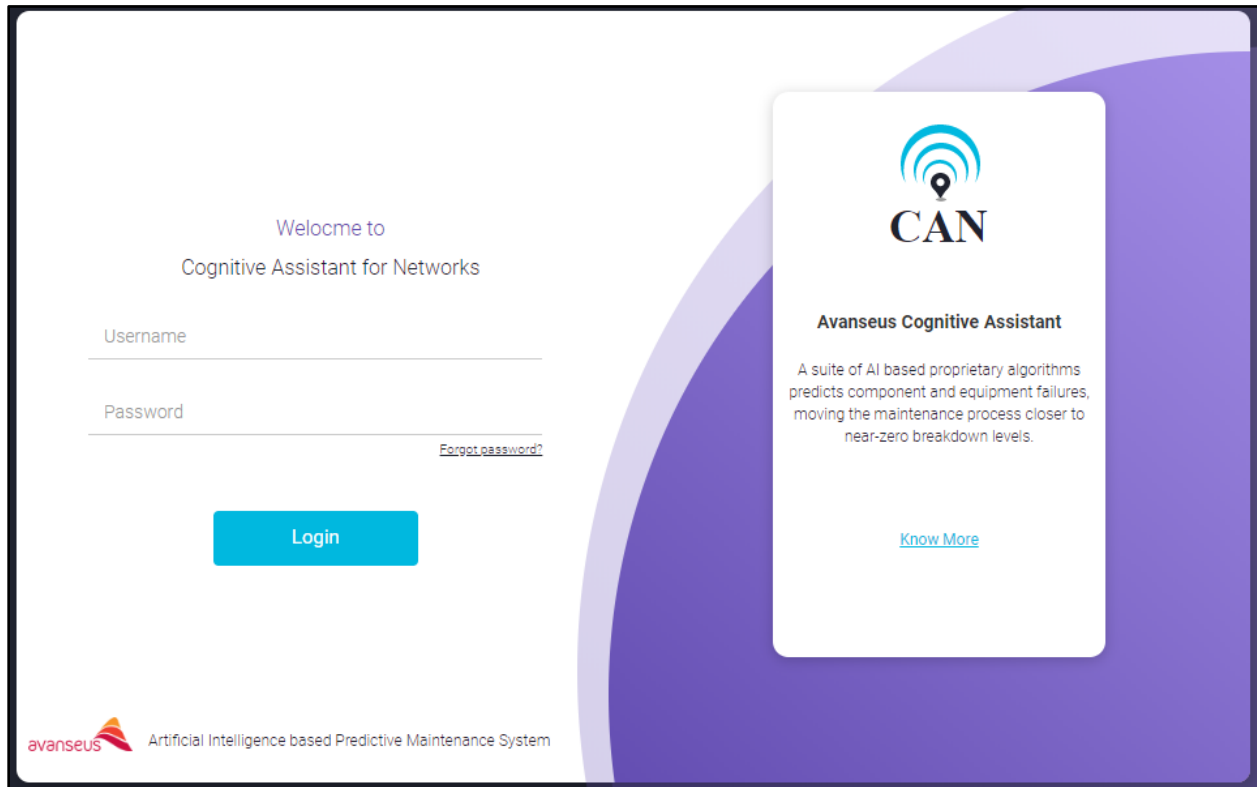 Welocme to
Cognitive Assistant for Networks
Username
Password
Forgot password?
Login
avanseus
Artificial Intelligence based Predictive Maintenance System
CAN
Avanseus Cognitive Assistant
A suite of AI based proprietary algorithms
predicts component and equipment failures,
moving the maintenance process closer to
near-zero breakdown levels.
Know More